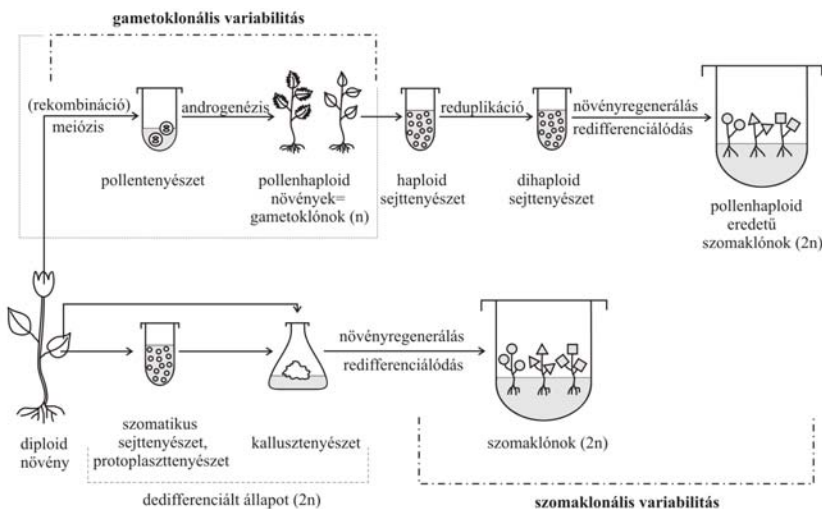 gametoklonális variabilitás
(rekombináció)
meiózis
androgenézis
reduplikáció
növényregenerálás
redifferenciálódás
pollentenyészet
pollenhaploid
növények=
gametoklónok (n)
haploid
sejttenyészet
dihaploid
sejttenyészet
pollenhaploid
eredetű
szomaklónok (2n)
növényregenerálás
redifferenciálódás
diploid
növény
szomatikus
sejttenyészet,
protoplaszttenyészet
kallusztenyészet
szomaklónok (2n)
dedifferenciált állapot (2n)
szomaklonális variabilitás